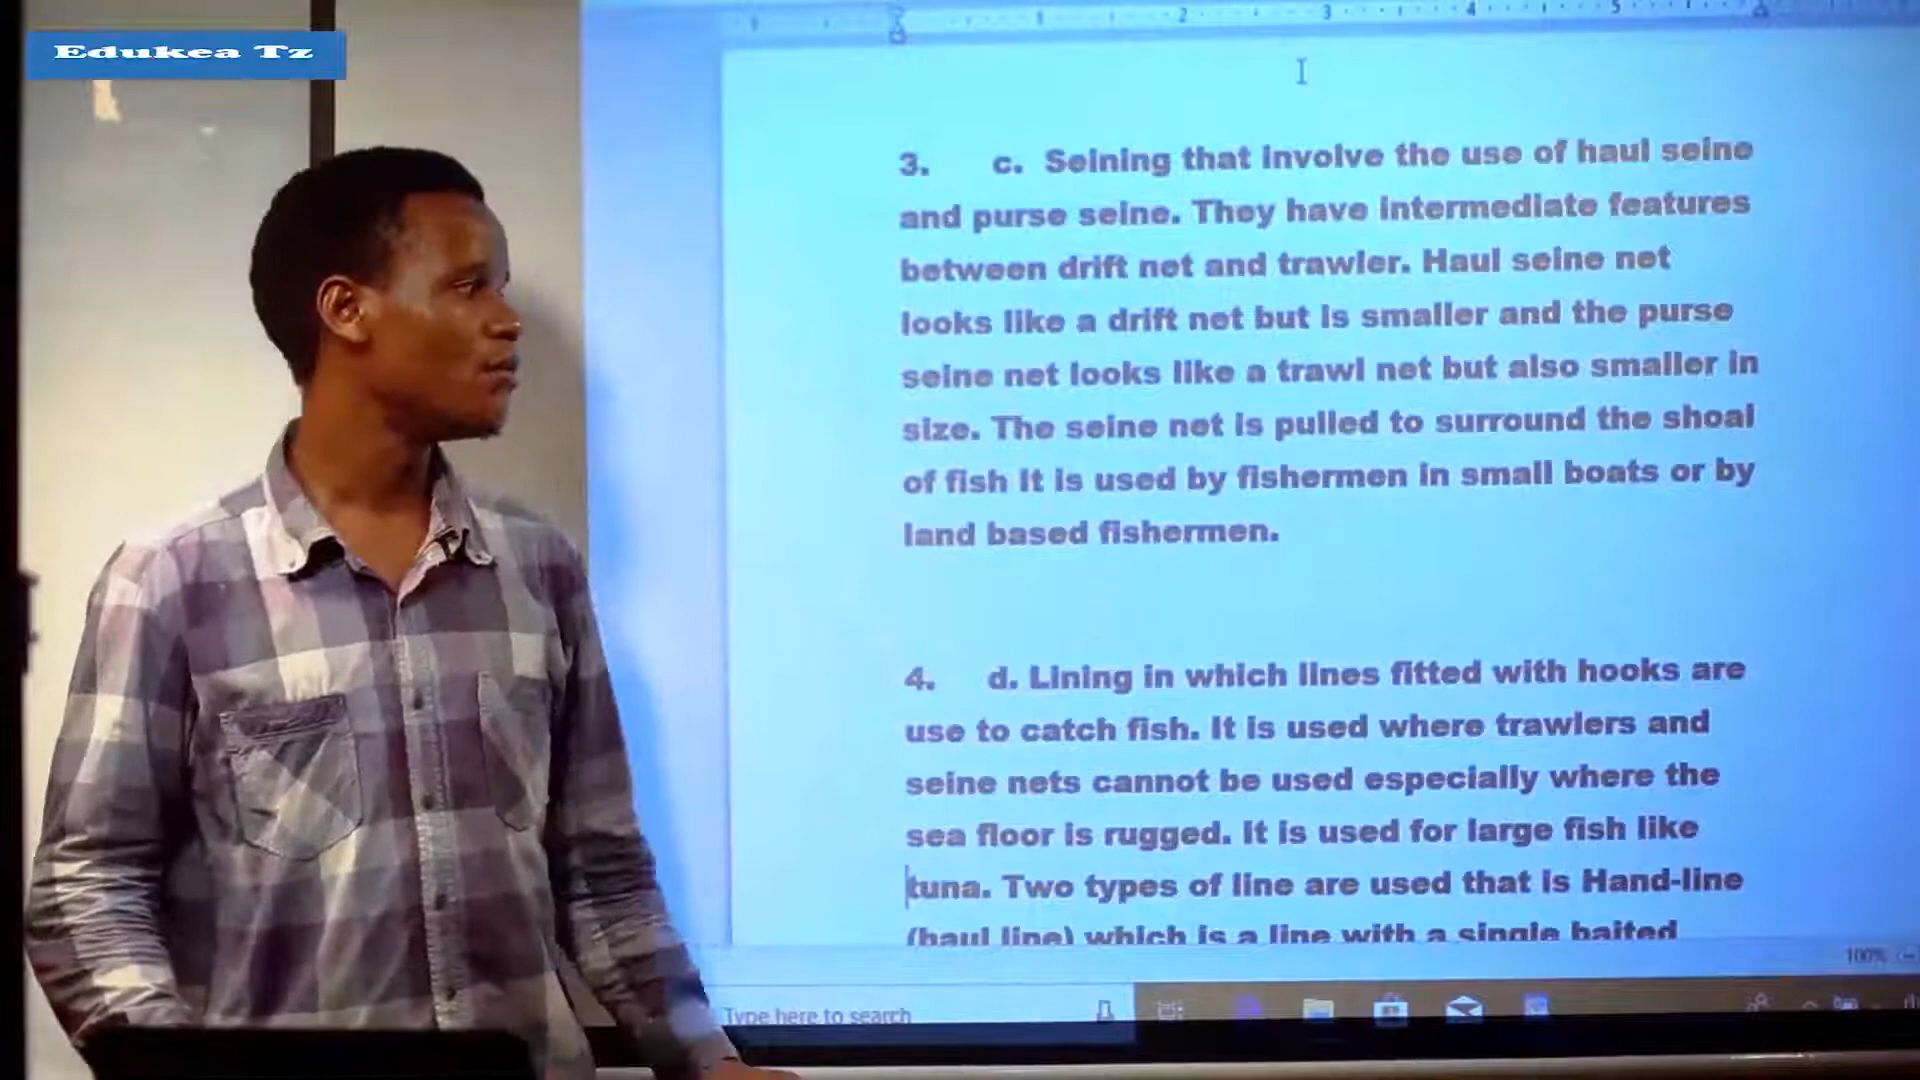 Edukea Tz
1 2 3 4 5
3. c. Seining that involve the use of haul seine
and purse seine. They have intermediate features
between drift net and trawler. Haul seine net
looks like a drift net but is smaller and the purse
seine net looks like a trawl net but also smaller in
size. The seine net is pulled to surround the shoal
of fish It is used by fishermen in small boats or by
land based fishermen.
4. d. Lining in which lines fitted with hooks are
use to catch fish. It is used where trawlers and
seine nets cannot be used especially where the
sea floor is rugged. It is used for large fish like
tuna. Two types of line are used that is Hand-line
(haul line) which is a line with a single baited
100%
Type here to search